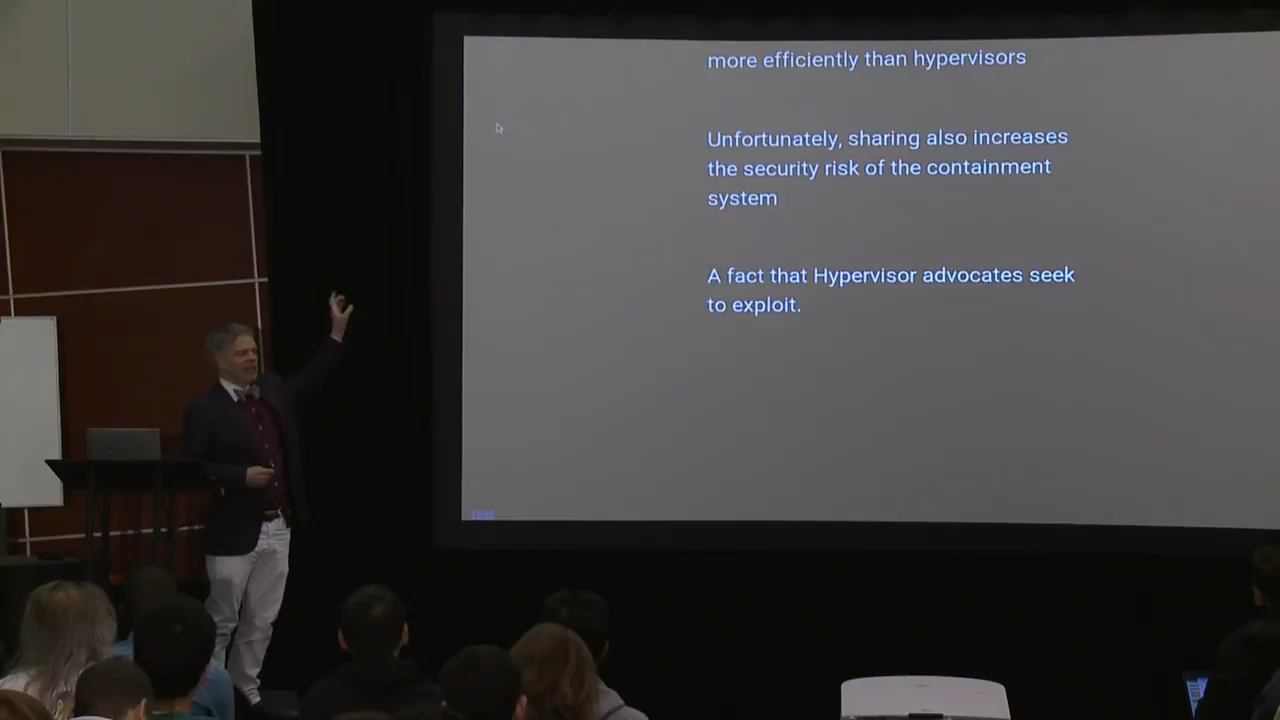 more efficiently than hypervisors
Unfortunately, sharing also increases
the security risk of the containment
system
A fact that Hypervisor advocates seek
to exploit.
IBM